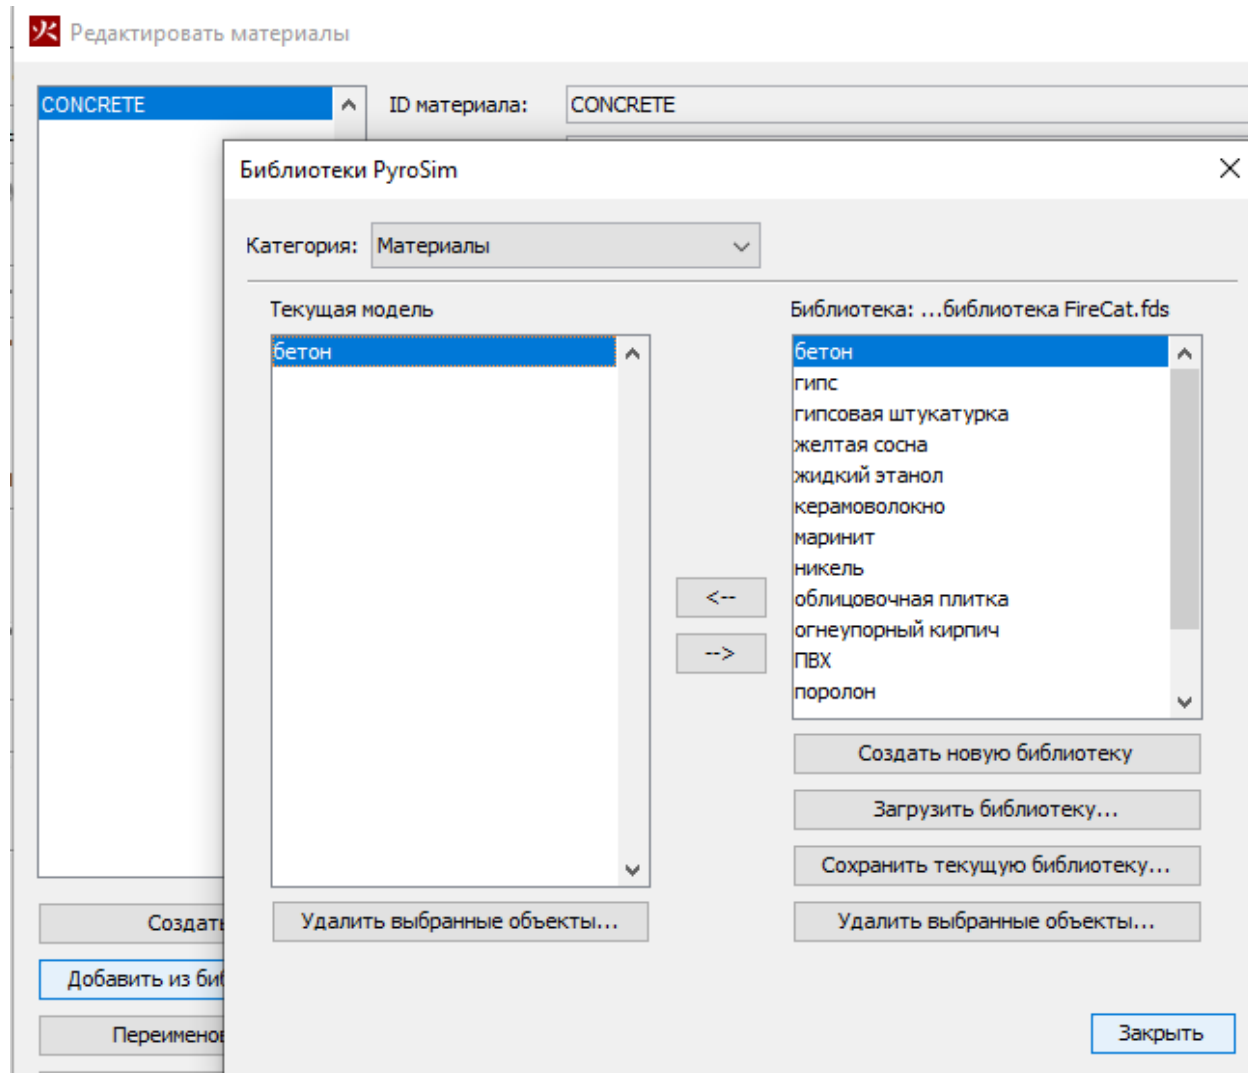 Редактировать материалы
CONCRETE
ID материала:
CONCRETE
Библиотеки PyroSim
Категория:
Материалы
Текущая модель
бетон
Библиотека: ...библиотека FireCat.fds
бетон
гипс
гипсовая штукатурка
желтая сосна
жидкий этанол
керамоволокно
маринит
никель
облицовочная плитка
огнеупорный кирпич
ПВХ
поролон
<--
-->
Создать новую библиотеку
Загрузить библиотеку...
Сохранить текущую библиотеку...
Удалить выбранные объекты...
Удалить выбранные объекты...
Создать
Добавить из биб
Переименов
Закрыть